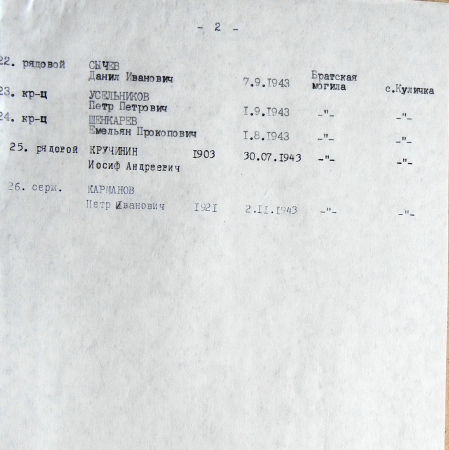 - 2 -
22. рядовой СЫЧЕВ
Данил Иванович 7.9.1943 Братская могила с.Куличка
23. кр-ц УСЕЛЬНИКОВ
Петр Петрович 1.9.1943 -"- -"-
24. кр-ц ШЕНКАРЕВ
Емельян Прокопович 1.8.1943 -"- -"-
25. рядовой КРУЧИНИН 1903 30.07.1943 -"- -"-
Иосиф Андреевич
26. серж. КАРМАНОВ
Петр Иванович 1921 2.11.1943 -"- -"-